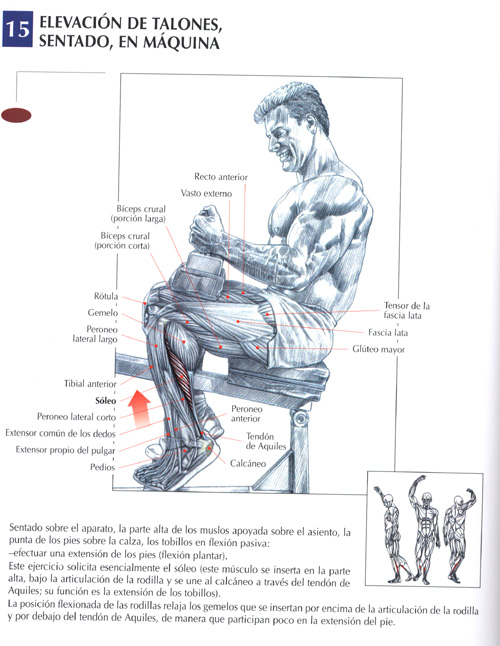 15
ELEVACIÓN DE TALONES,
SENTADO, EN MÁQUINA
Recto anterior
Vasto externo
Bíceps crural
(porción larga)
Bíceps crural
(porción corta)
Rótula
Gemelo
Peroneo
lateral largo
Tibial anterior
Sóleo
Peroneo lateral corto
Extensor común de los dedos
Extensor propio del pulgar
Pedios
Tensor de la
fascia lata
Fascia lata
Glúteo mayor
Peroneo
anterior
Tendón
de Aquiles
Calcáneo
Sentado sobre el aparato, la parte alta de los muslos apoyada sobre el asiento, la
punta de los pies sobre la calza, los tobillos en flexión pasiva:
–efectuar una extensión de los pies (flexión plantar).
Este ejercicio solicita esencialmente el sóleo (este músculo se inserta en la parte
alta, bajo la articulación de la rodilla y se une al calcáneo a través del tendón de
Aquiles; su función es la extensión de los tobillos).
La posición flexionada de las rodillas relaja los gemelos que se insertan por encima de la articulación de la rodilla
y por debajo del tendón de Aquiles, de manera que participan poco en la extensión del pie.